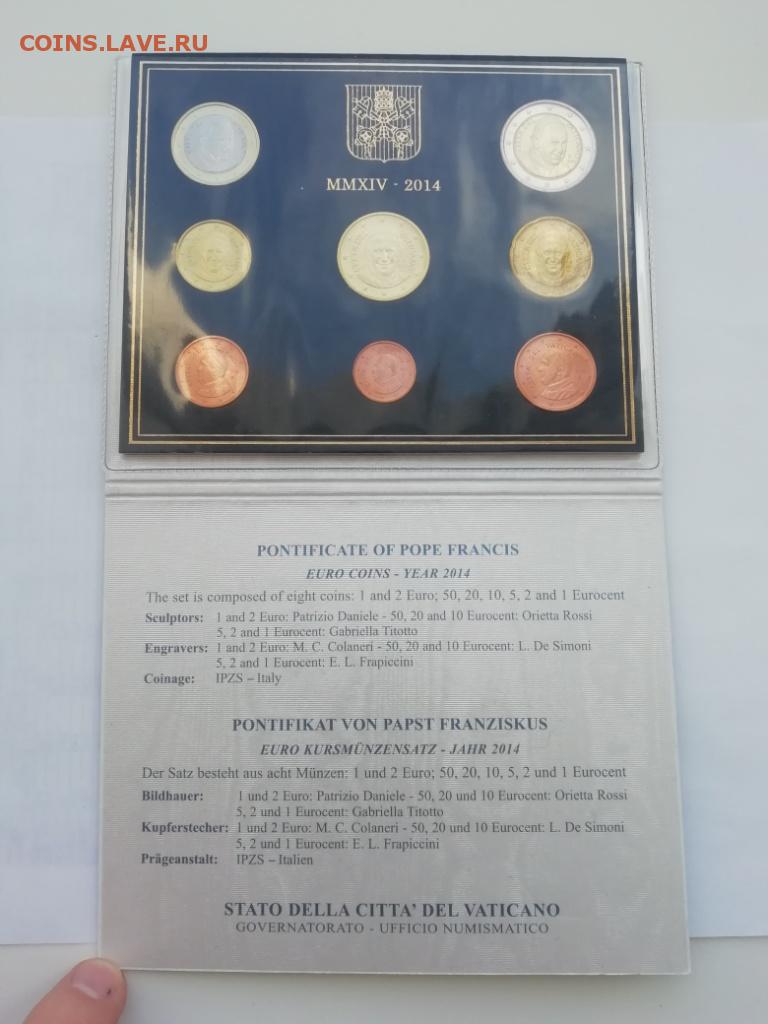 COINS.LAVE.RU
MMXIV - 2014
PONTIFICATE OF POPE FRANCIS
EURO COINS - YEAR 2014
The set is composed of eight coins: 1 and 2 Euro; 50, 20, 10, 5, 2 and 1 Eurocent
Sculptors: 1 and 2 Euro: Patrizio Daniele - 50, 20 and 10 Eurocent: Orietta Rossi
5, 2 and 1 Eurocent: Gabriella Titotto
Engravers: 1 and 2 Euro: M. C. Colaneri - 50, 20 and 10 Eurocent: L. De Simoni
5, 2 and 1 Eurocent: E. L. Frapiccini
Coinage: IPZS – Italy
PONTIFIKAT VON PAPST FRANZISKUS
EURO KURSMÜNZENSATZ - JAHR 2014
Der Satz besteht aus acht Münzen: 1 und 2 Euro; 50, 20, 10, 5, 2 und 1 Eurocent
Bildhauer: 1 und 2 Euro: Patrizio Daniele - 50, 20 und 10 Eurocent: Orietta Rossi
5, 2 und 1 Eurocent: Gabriella Titotto
Kupferstecher: 1 und 2 Euro: M. C. Colaneri - 50, 20 und 10 Eurocent: L. De Simoni
5, 2 und 1 Eurocent: E. L. Frapiccini
Prägeanstalt: IPZS – Italien
STATO DELLA CITTA' DEL VATICANO
GOVERNATORATO - UFFICIO NUMISMATICO